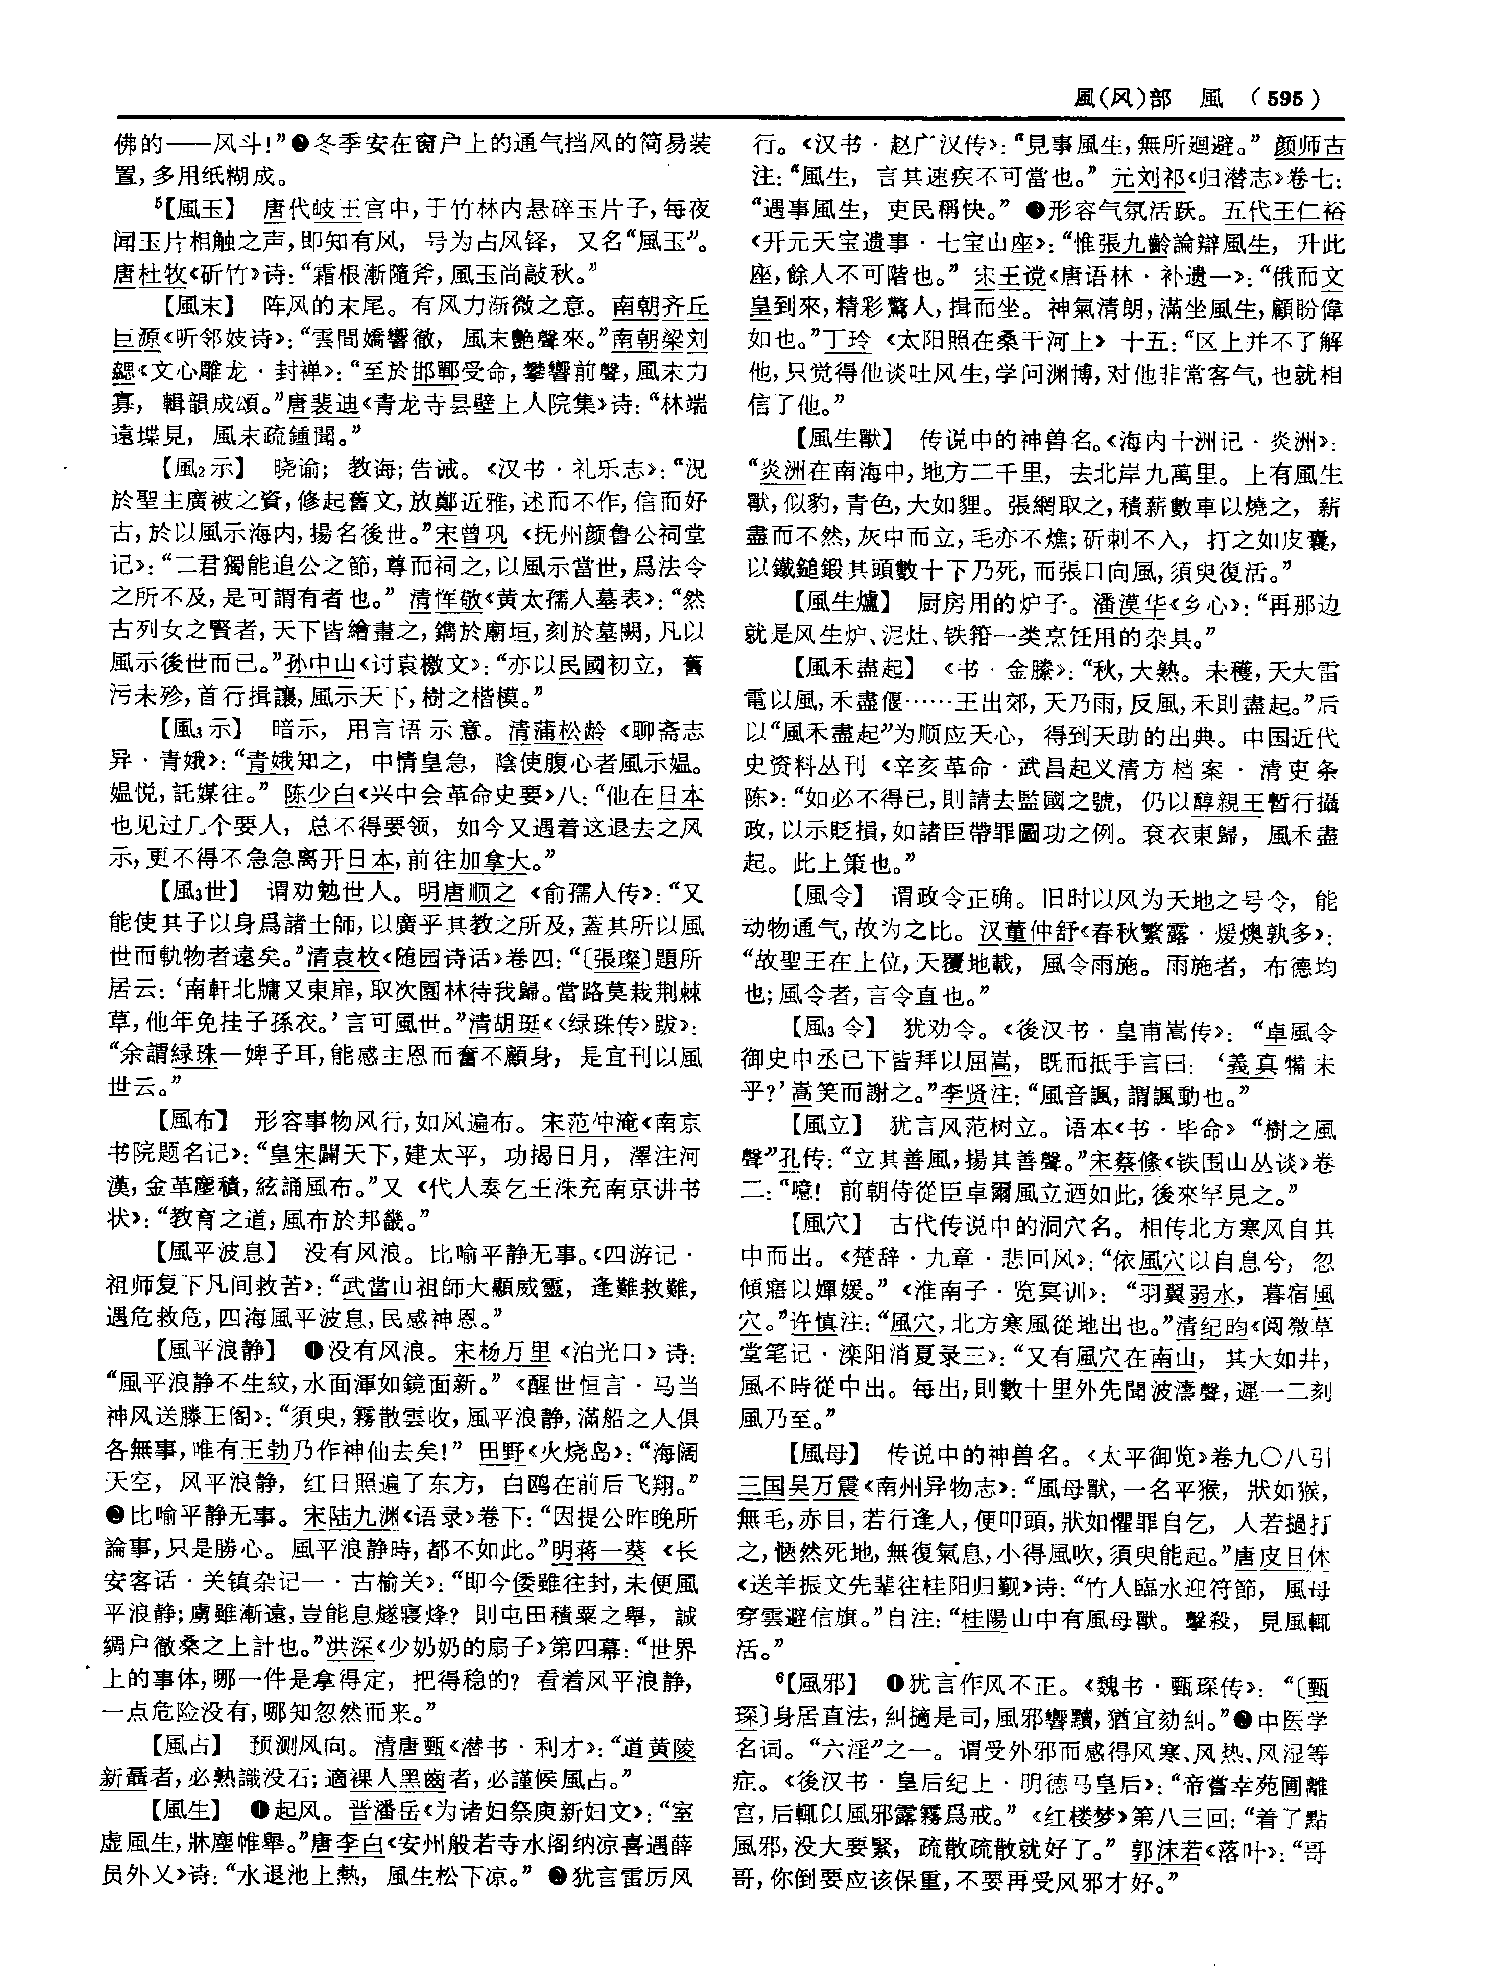 風(风)部　風　(595)
佛的——风斗!”❷冬季安在窗户上的通气挡风的简易装
置,多用纸糊成。
⁵【風玉】　唐代岐王宫中,于竹林内悬碎玉片子,每夜
闻玉片相触之声,即知有风,号为占风铎,又名“風玉”。
唐杜牧《斫竹》诗:“霜根漸隨斧,風玉尚敲秋。”
【風末】　阵风的末尾。有风力渐微之意。南朝齐丘
巨源《听邻妓诗》:“雲間嬌響徹,風末艷聲來。”南朝梁刘
勰《文心雕龙·封禅》:“至於邯鄲受命,攀響前聲,風末力
寡,輯韻成頌。”唐裴迪《青龙寺昙壁上人院集》诗:“林端
遠堞見,風末疏鍾聞。”
【風₂示】　晓谕;教诲;告诫。《汉书·礼乐志》:“況
於聖主廣被之資,修起舊文,放鄭近雅,述而不作,信而好
古,於以風示海内,揚名後世。”宋曾巩《抚州颜鲁公祠堂
记》:“二君獨能追公之節,尊而祠之,以風示當世,爲法令
之所不及,是可謂有者也。”清恽敬《黄太孺人墓表》:“然
古列女之賢者,天下皆繪畫之,鐫於廟垣,刻於墓闕,凡以
風示後世而已。”孙中山《讨袁檄文》:“亦以民國初立,舊
污未殄,首行揖讓,風示天下,樹之楷模。”
【風₃示】　暗示,用言语示意。清蒲松龄《聊斋志
异·青娥》:“青娥知之,中情皇急,陰使腹心者風示媪。
媪悦,託媒往。”陈少白《兴中会革命史要》八:“他在日本
也见过几个要人,总不得要领,如今又遇着这退去之风
示,更不得不急急离开日本,前往加拿大。”
【風₃世】　谓劝勉世人。明唐顺之《俞孺人传》:“又
能使其子以身爲諸士師,以廣乎其教之所及,蓋其所以風
世而軌物者遠矣。”清袁枚《随园诗话》卷四:“〔張璨〕題所
居云:‘南軒北牖又東扉,取次園林待我歸。當路莫栽荆棘
草,他年免挂子孫衣。’言可風世。”清胡珽《〈绿珠传〉跋》:
“余謂緑珠一婢子耳,能感主恩而奮不顧身,是宜刊以風
世云。”
【風布】　形容事物风行,如风遍布。宋范仲淹《南京
书院题名记》:“皇宋闢天下,建太平,功揭日月,澤注河
漢,金革塵積,絃誦風布。”又《代人奏乞王洙充南京讲书
状》:“教育之道,風布於邦畿。”
【風平波息】　没有风浪。比喻平静无事。《四游记·
祖师复下凡间救苦》:“武當山祖師大顯威靈,逢難救難,
遇危救危,四海風平波息,民感神恩。”
【風平浪静】　❶没有风浪。宋杨万里《泊光口》诗:
“風平浪静不生紋,水面渾如鏡面新。”《醒世恒言·马当
神风送滕王阁》:“須臾,霧散雲收,風平浪静,滿船之人俱
各無事,唯有王勃乃作神仙去矣!”田野《火烧岛》:“海阔
天空,风平浪静,红日照遍了东方,白鸥在前后飞翔。”
❷比喻平静无事。宋陆九渊《语录》卷下:“因提公昨晚所
論事,只是勝心。風平浪静時,都不如此。”明蒋一葵《长
安客话·关镇杂记一·古榆关》:“即今倭雖往封,未便風
平浪静;虜雖漸遠,豈能息燧寢烽?則屯田積粟之舉,誠
綢户徹桑之上計也。”洪深《少奶奶的扇子》第四幕:“世界
上的事体,哪一件是拿得定,把得稳的?看着风平浪静,
一点危险没有,哪知忽然而来。”
【風占】　预测风向。清唐甄《潜书·利才》:“道黄陵
新聶者,必熟識没石;適裸人黑齒者,必謹候風占。”
【風生】　❶起风。晋潘岳《为诸妇祭庾新妇文》:“室
虚風生,牀塵帷舉。”唐李白《安州般若寺水阁纳凉喜遇薛
员外乂》诗:“水退池上熱,風生松下凉。”❷犹言雷厉风
行。《汉书·赵广汉传》:“見事風生,無所迴避。”颜师古
注:“風生,言其速疾不可當也。”元刘祁《归潜志》卷七:
“遇事風生,吏民稱快。”❸形容气氛活跃。五代王仁裕
《开元天宝遗事·七宝山座》:“惟張九齡論辯風生,升此
座,餘人不可階也。”宋王谠《唐语林·补遗一》:“俄而文
皇到來,精彩驚人,揖而坐。神氣清朗,滿坐風生,顧盼偉
如也。”丁玲《太阳照在桑干河上》十五:“区上并不了解
他,只觉得他谈吐风生,学问渊博,对他非常客气,也就相
信了他。”
【風生獸】　传说中的神兽名。《海内十洲记·炎洲》:
“炎洲在南海中,地方二千里,去北岸九萬里。上有風生
獸,似豹,青色,大如貍。張網取之,積薪數車以燒之,薪
盡而不然,灰中而立,毛亦不燋;斫刺不入,打之如皮囊,
以鐵鎚鍛其頭數十下乃死,而張口向風,須臾復活。”
【風生爐】　厨房用的炉子。潘漠华《乡心》:“再那边
就是风生炉、泥灶、铁箝一类烹饪用的杂具。”
【風禾盡起】　《书·金縢》:“秋,大熟。未穫,天大雷
電以風,禾盡偃……王出郊,天乃雨,反風,禾則盡起。”后
以“風禾盡起”为顺应天心,得到天助的出典。中国近代
史资料丛刊《辛亥革命·武昌起义清方档案·清吏条
陈》:“如必不得已,則請去監國之號,仍以醇親王暫行攝
政,以示貶損,如諸臣帶罪圖功之例。衮衣東歸,風禾盡
起。此上策也。”
【風令】　谓政令正确。旧时以风为天地之号令,能
动物通气,故为之比。汉董仲舒《春秋繁露·煖燠孰多》:
“故聖王在上位,天覆地載,風令雨施。雨施者,布德均
也;風令者,言令直也。”
【風₃令】　犹劝令。《後汉书·皇甫嵩传》:“卓風令
御史中丞已下皆拜以屈嵩,既而抵手言曰:‘義真犕未
乎?’嵩笑而謝之。”李贤注:“風音諷,謂諷動也。”
【風立】　犹言风范树立。语本《书·毕命》“樹之風
聲”孔传:“立其善風,揚其善聲。”宋蔡絛《铁围山丛谈》卷
二:“噫!前朝侍從臣卓爾風立迺如此,後來罕見之。”
【風穴】　古代传说中的洞穴名。相传北方寒风自其
中而出。《楚辞·九章·悲回风》:“依風穴以自息兮,忽
傾寤以嬋媛。”《淮南子·览冥训》:“羽翼弱水,暮宿風
穴。”许慎注:“風穴,北方寒風從地出也。”清纪昀《阅微草
堂笔记·滦阳消夏录三》:“又有風穴在南山,其大如井,
風不時從中出。每出,則數十里外先聞波濤聲,遲一二刻
風乃至。”
【風母】　传说中的神兽名。《太平御览》卷九〇八引
三国吴万震《南州异物志》:“風母獸,一名平猴,狀如猴,
無毛,赤目,若行逢人,便叩頭,狀如懼罪自乞,人若撾打
之,愜然死地,無復氣息,小得風吹,須臾能起。”唐皮日休
《送羊振文先辈往桂阳归觐》诗:“竹人臨水迎符節,風母
穿雲避信旗。”自注:“桂陽山中有風母獸。擊殺,見風輒
活。”
⁶【風邪】　❶犹言作风不正。《魏书·甄琛传》:“〔甄
琛〕身居直法,糾摘是司,風邪響黷,猶宜劾糾。”❷中医学
名词。“六淫”之一。谓受外邪而感得风寒、风热、风湿等
症。《後汉书·皇后纪上·明德马皇后》:“帝嘗幸苑囿離
宫,后輒以風邪露霧爲戒。”《红楼梦》第八三回:“着了點
風邪,没大要緊,疏散疏散就好了。”郭沫若《落叶》:“哥
哥,你倒要应该保重,不要再受风邪才好。”